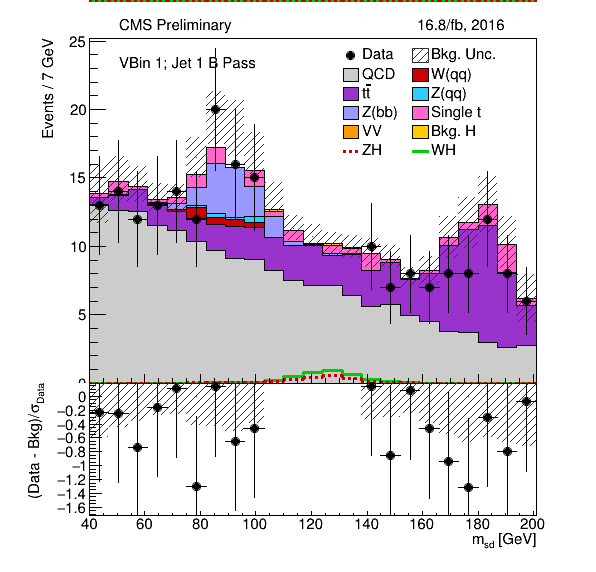 CMS Preliminary 16.8/fb, 2016
Events / 7 GeV
VBin 1; Jet 1 B Pass
Data Bkg. Unc.
QCD W(qq)
tt̄ Z(qq)
Z(bb) Single t
VV Bkg. H
ZH WH
25
20
15
10
5
0
(Data - Bkg)/σData
0
−0.2
−0.4
−0.6
−0.8
−1
−1.2
−1.4
−1.6
40 60 80 100 120 140 160 180 200
msd [GeV]